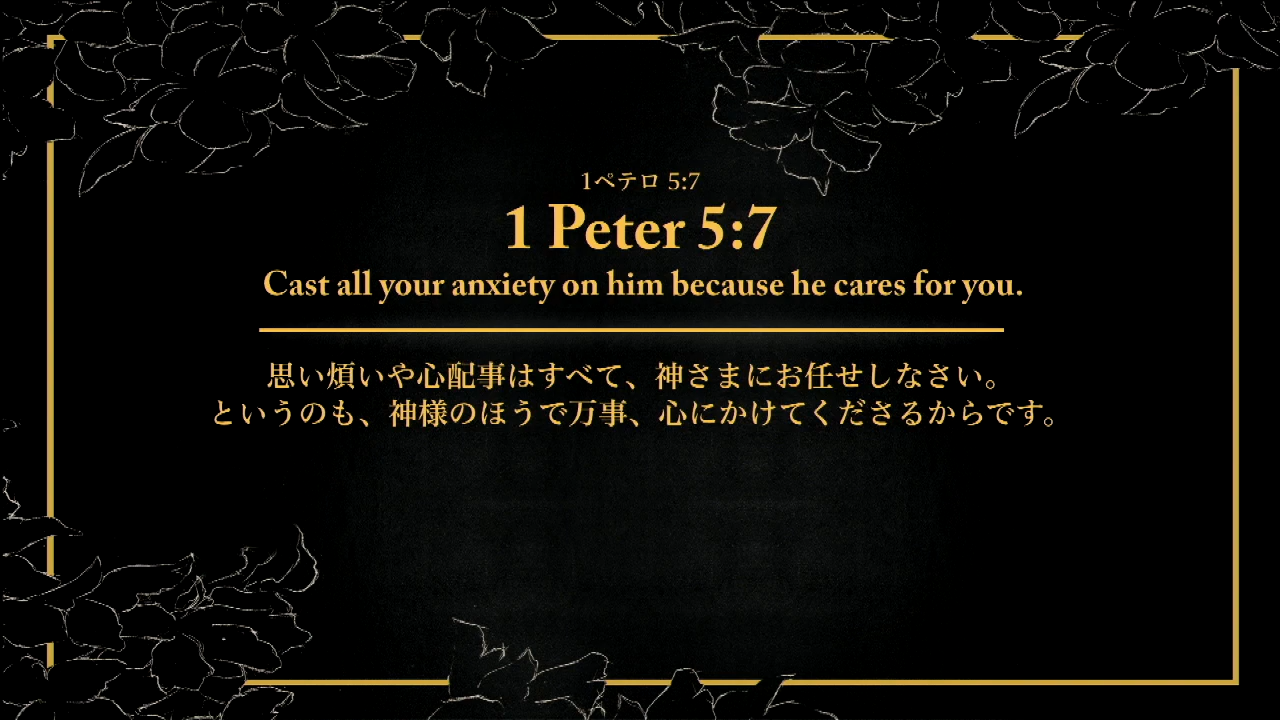 1ペテロ 5:7
1 Peter 5:7
Cast all your anxiety on him because he cares for you.
思い煩いや心配事はすべて、神さまにお任せしなさい。
というのも、神様のほうで万事、心にかけてくださるからです。